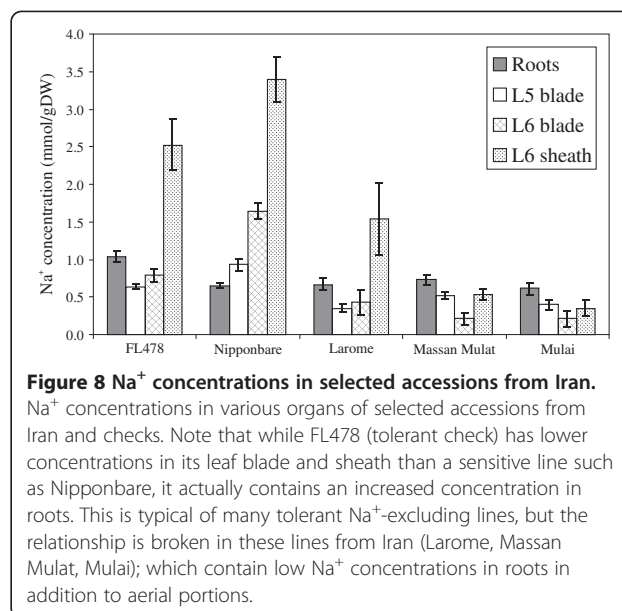 4.0
3.5
3.0
2.5
2.0
1.5
1.0
0.5
0.0
Na+ concentration (mmol/gDW)
Roots
L5 blade
L6 blade
L6 sheath
FL478 Nipponbare Larome Massan Mulat Mulai
Figure 8 Na+ concentrations in selected accessions from Iran.
Na+ concentrations in various organs of selected accessions from
Iran and checks. Note that while FL478 (tolerant check) has lower
concentrations in its leaf blade and sheath than a sensitive line such
as Nipponbare, it actually contains an increased concentration in
roots. This is typical of many tolerant Na+-excluding lines, but the
relationship is broken in these lines from Iran (Larome, Massan
Mulat, Mulai); which contain low Na+ concentrations in roots in
addition to aerial portions.